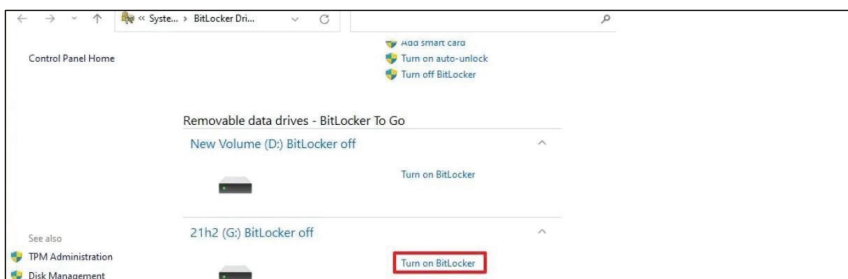 « Syste... > BitLocker Dri...
Add smart card
Control Panel Home
Turn on auto-unlock
Turn off BitLocker
Removable data drives - BitLocker To Go
New Volume (D:) BitLocker off
Turn on BitLocker
21h2 (G:) BitLocker off
See also
TPM Administration
Turn on BitLocker
Disk Management